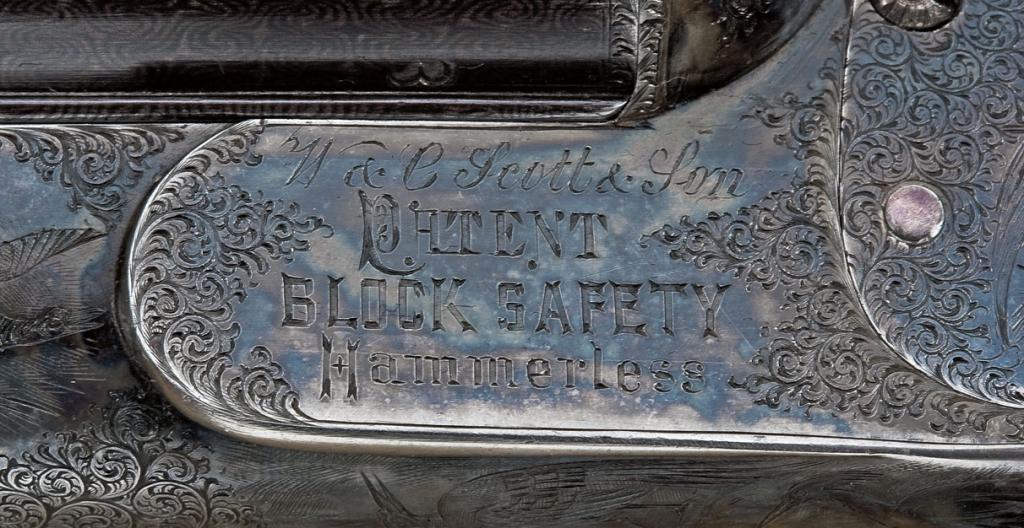 W & C Scott & Son
PATENT
BLOCK SAFETY
Hammerless